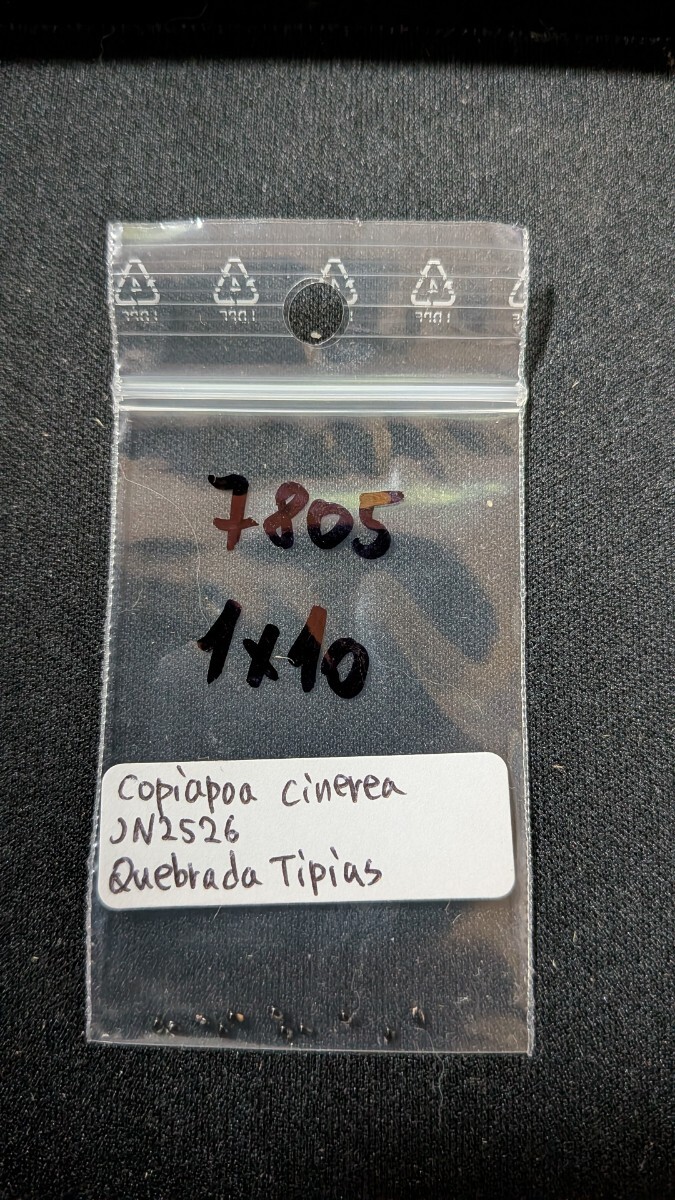 7805
1x10
Copiapoa cinerea
JN2526
Quebrada Tipias